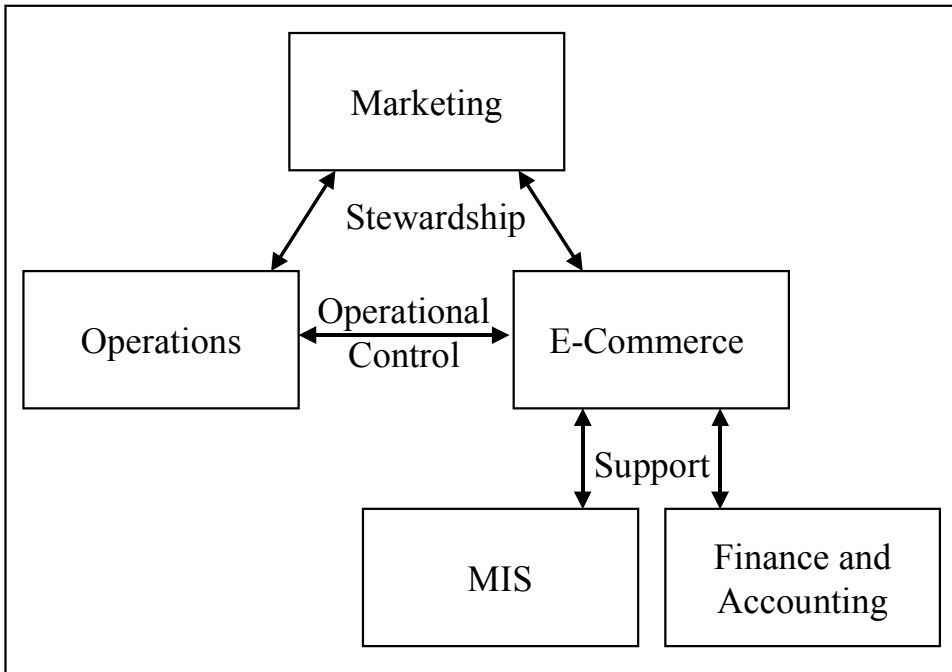 Marketing
Stewardship
Operations
Operational
Control
E-Commerce
Support
MIS
Finance and
Accounting